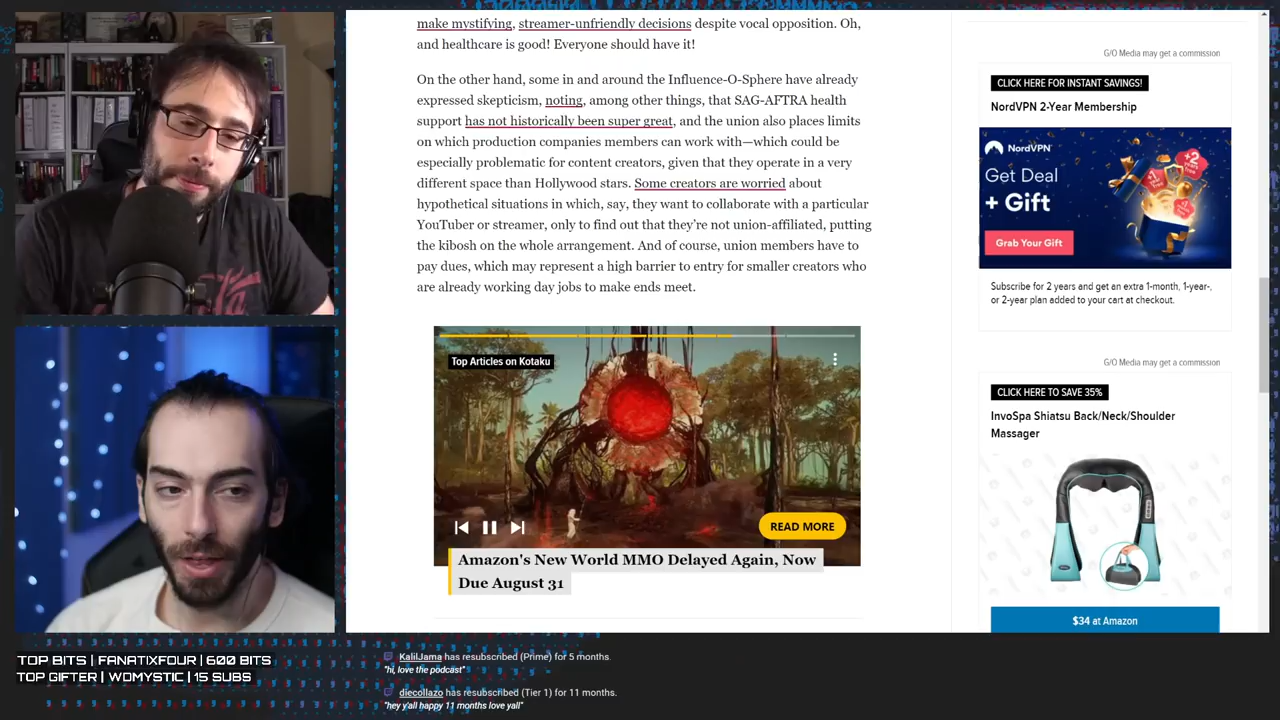 make mystifying, streamer-unfriendly decisions despite vocal opposition. Oh,
and healthcare is good! Everyone should have it!
On the other hand, some in and around the Influence-O-Sphere have already
expressed skepticism, noting, among other things, that SAG-AFTRA health
support has not historically been super great, and the union also places limits
on which production companies members can work with—which could be
especially problematic for content creators, given that they operate in a very
different space than Hollywood stars. Some creators are worried about
hypothetical situations in which, say, they want to collaborate with a particular
YouTuber or streamer, only to find out that they're not union-affiliated, putting
the kibosh on the whole arrangement. And of course, union members have to
pay dues, which may represent a high barrier to entry for smaller creators who
are already working day jobs to make ends meet.
Top Articles on Kotaku
READ MORE
Amazon's New World MMO Delayed Again, Now
Due August 31
G/O Media may get a commission
CLICK HERE FOR INSTANT SAVINGS!
NordVPN 2-Year Membership
NordVPN
Get Deal
+ Gift
Grab Your Gift
Subscribe for 2 years and get an extra 1-month, 1-year-,
or 2-year plan added to your cart at checkout.
G/O Media may get a commission
CLICK HERE TO SAVE 35%
InvoSpa Shiatsu Back/Neck/Shoulder
Massager
$34 at Amazon
TOP BITS | FANATIXFOUR | 600 BITS
TOP GIFTER | WDMYSTIC | 15 SUBS
KalilJama has resubscribed (Prime) for 5 months.
"hi, love the podcast"
diecollazo has resubscribed (Tier 1) for 11 months.
"hey y'all happy 11 months love yall"